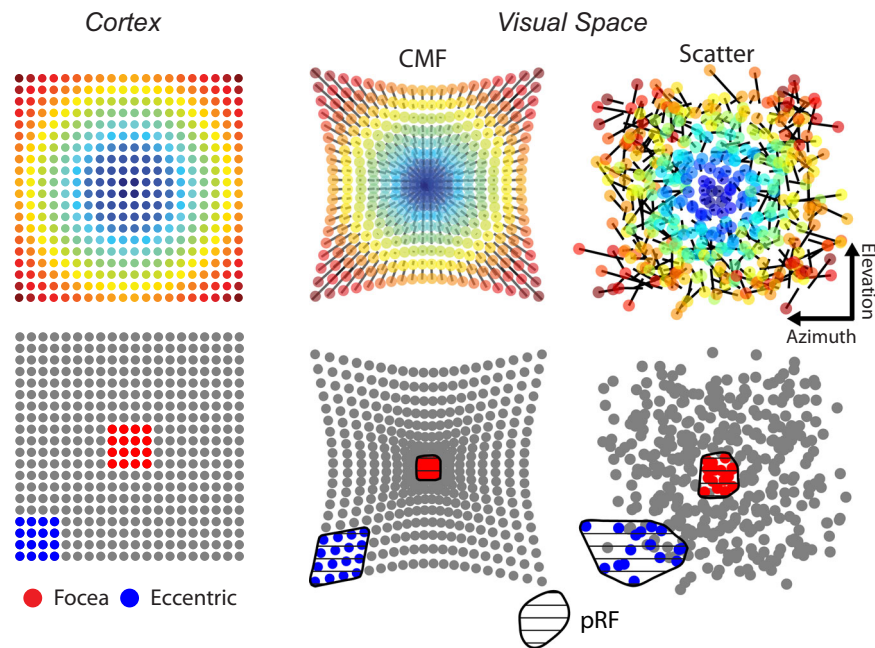 Cortex
Visual Space
CMF
Scatter
Elevation
Azimuth
Focea
Eccentric
pRF